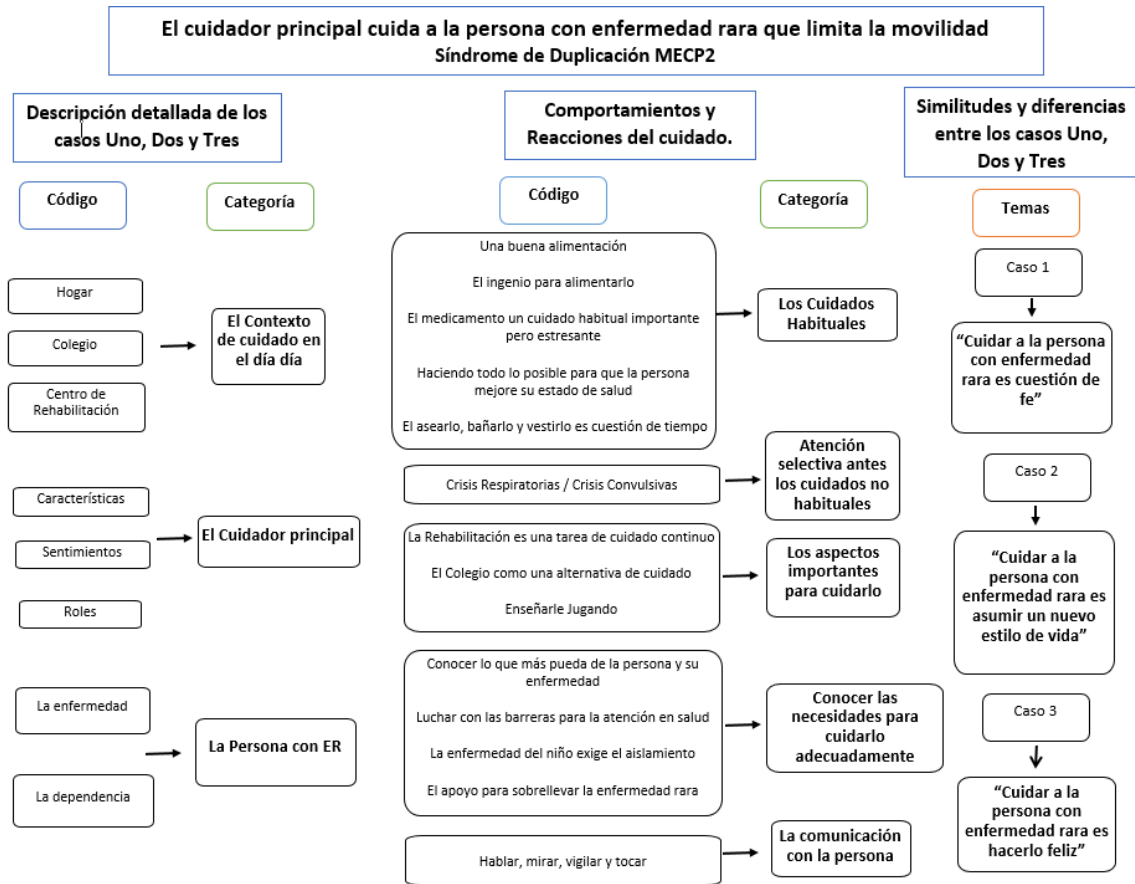 El cuidador principal cuida a la persona con enfermedad rara que limita la movilidad
Síndrome de Duplicación MECP2
Descripción detallada de los
casos Uno, Dos y Tres
Código
Categoría
Hogar
Colegio
Centro de
Rehabilitación
El Contexto
de cuidado en
el día día
Características
Sentimientos
Roles
El Cuidador principal
La enfermedad
La dependencia
La Persona con ER
Comportamientos y
Reacciones del cuidado.
Código
Categoría
Una buena alimentación
El ingenio para alimentarlo
El medicamento un cuidado habitual importante
pero estresante
Haciendo todo lo posible para que la persona
mejore su estado de salud
El asearlo, bañarlo y vestirlo es cuestión de tiempo
Los Cuidados
Habituales
Crisis Respiratorias / Crisis Convulsivas
Atención
selectiva antes
los cuidados no
habituales
La Rehabilitación es una tarea de cuidado continuo
El Colegio como una alternativa de cuidado
Enseñarle Jugando
Los aspectos
importantes
para cuidarlo
Conocer lo que más pueda de la persona y su
enfermedad
Luchar con las barreras para la atención en salud
La enfermedad del niño exige el aislamiento
El apoyo para sobrellevar la enfermedad rara
Conocer las
necesidades para
cuidarlo
adecuadamente
Hablar, mirar, vigilar y tocar
La comunicación
con la persona
Similitudes y diferencias
entre los casos Uno,
Dos y Tres
Temas
Caso 1
“Cuidar a la persona
con enfermedad
rara es cuestión de
fe”
Caso 2
“Cuidar a la
persona con
enfermedad rara es
asumir un nuevo
estilo de vida”
Caso 3
“Cuidar a la
persona con
enfermedad rara es
hacerlo feliz”